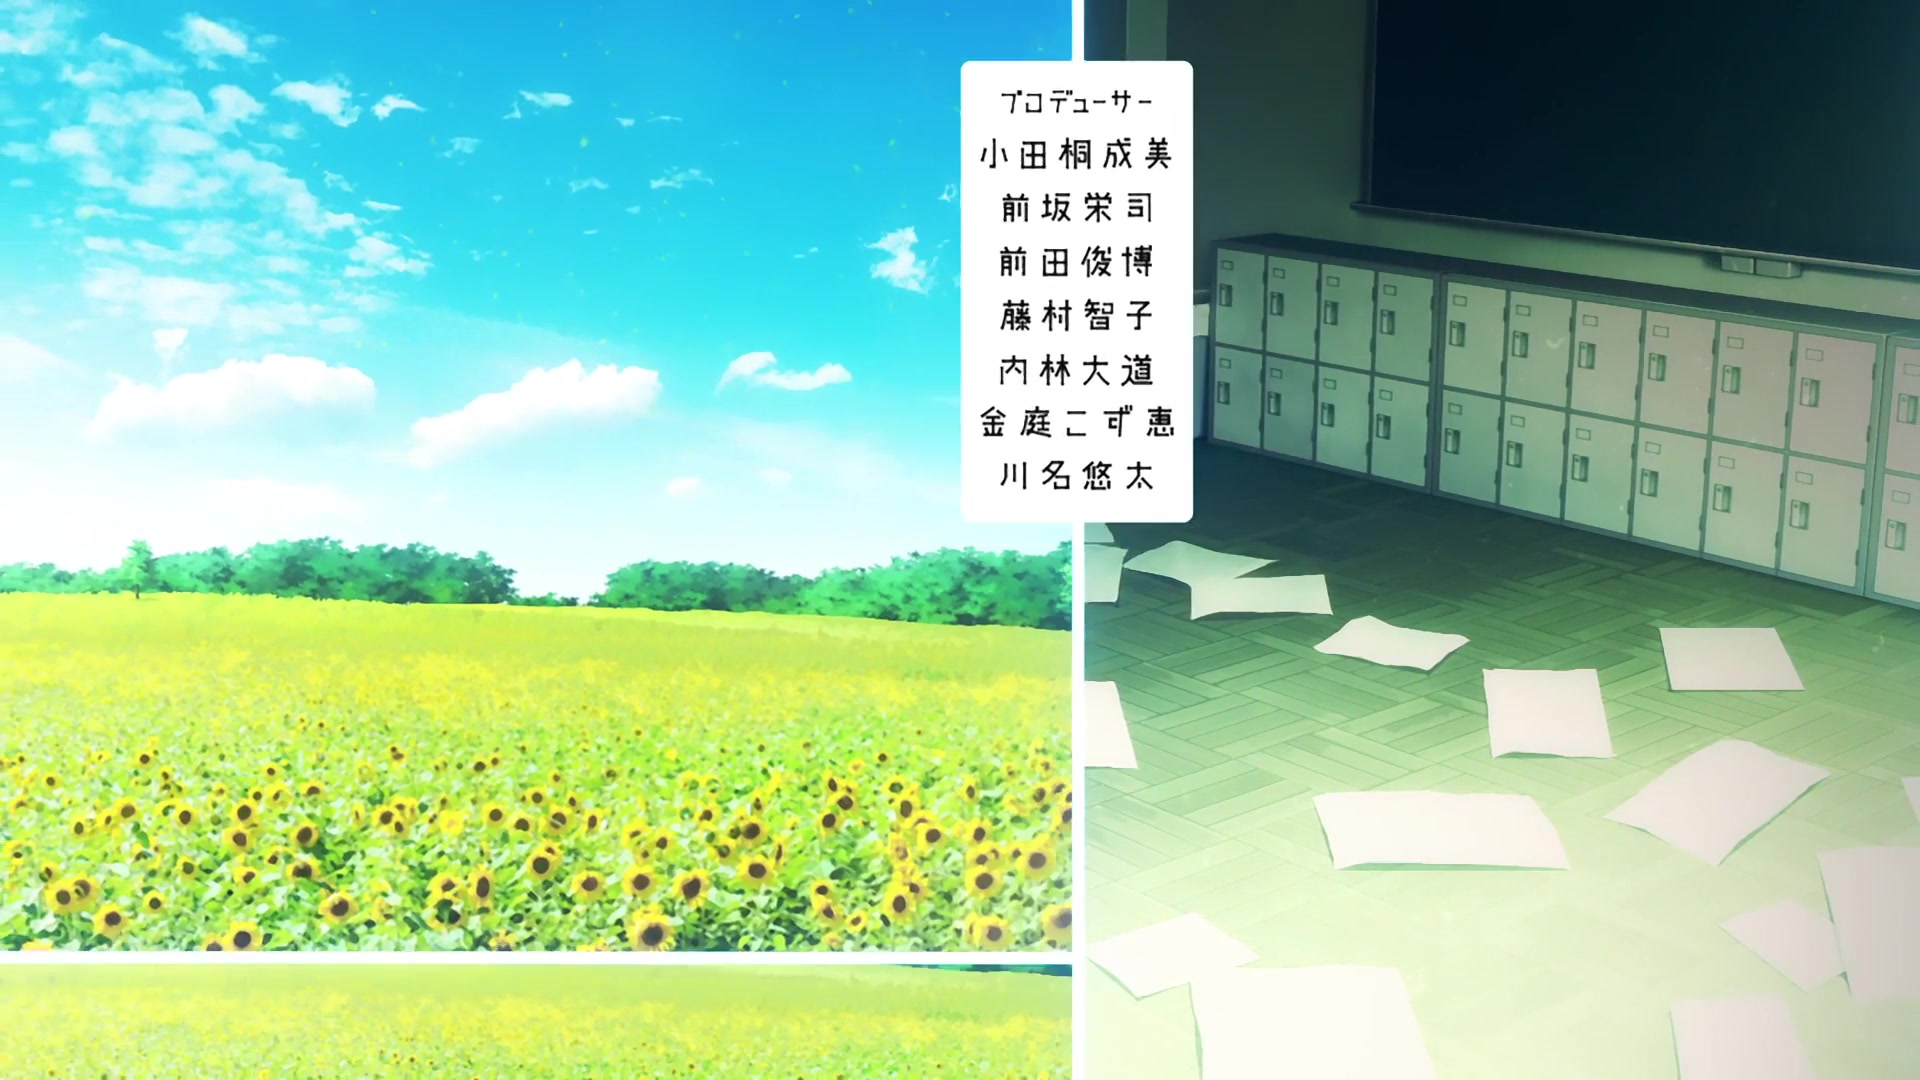 プロデューサー
小田桐成美
前坂栄司
前田俊博
藤村智子
内林大道
金庭こず恵
川名悠太